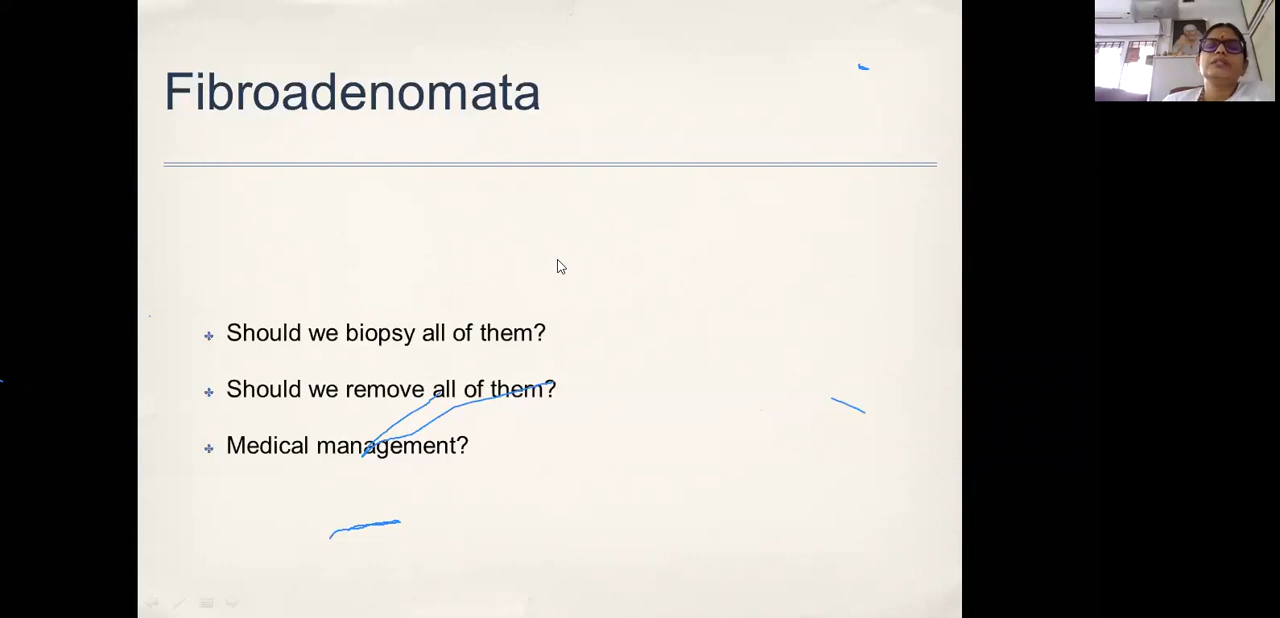 Fibroadenomata
Should we biopsy all of them?
Should we remove all of them?
Medical management?